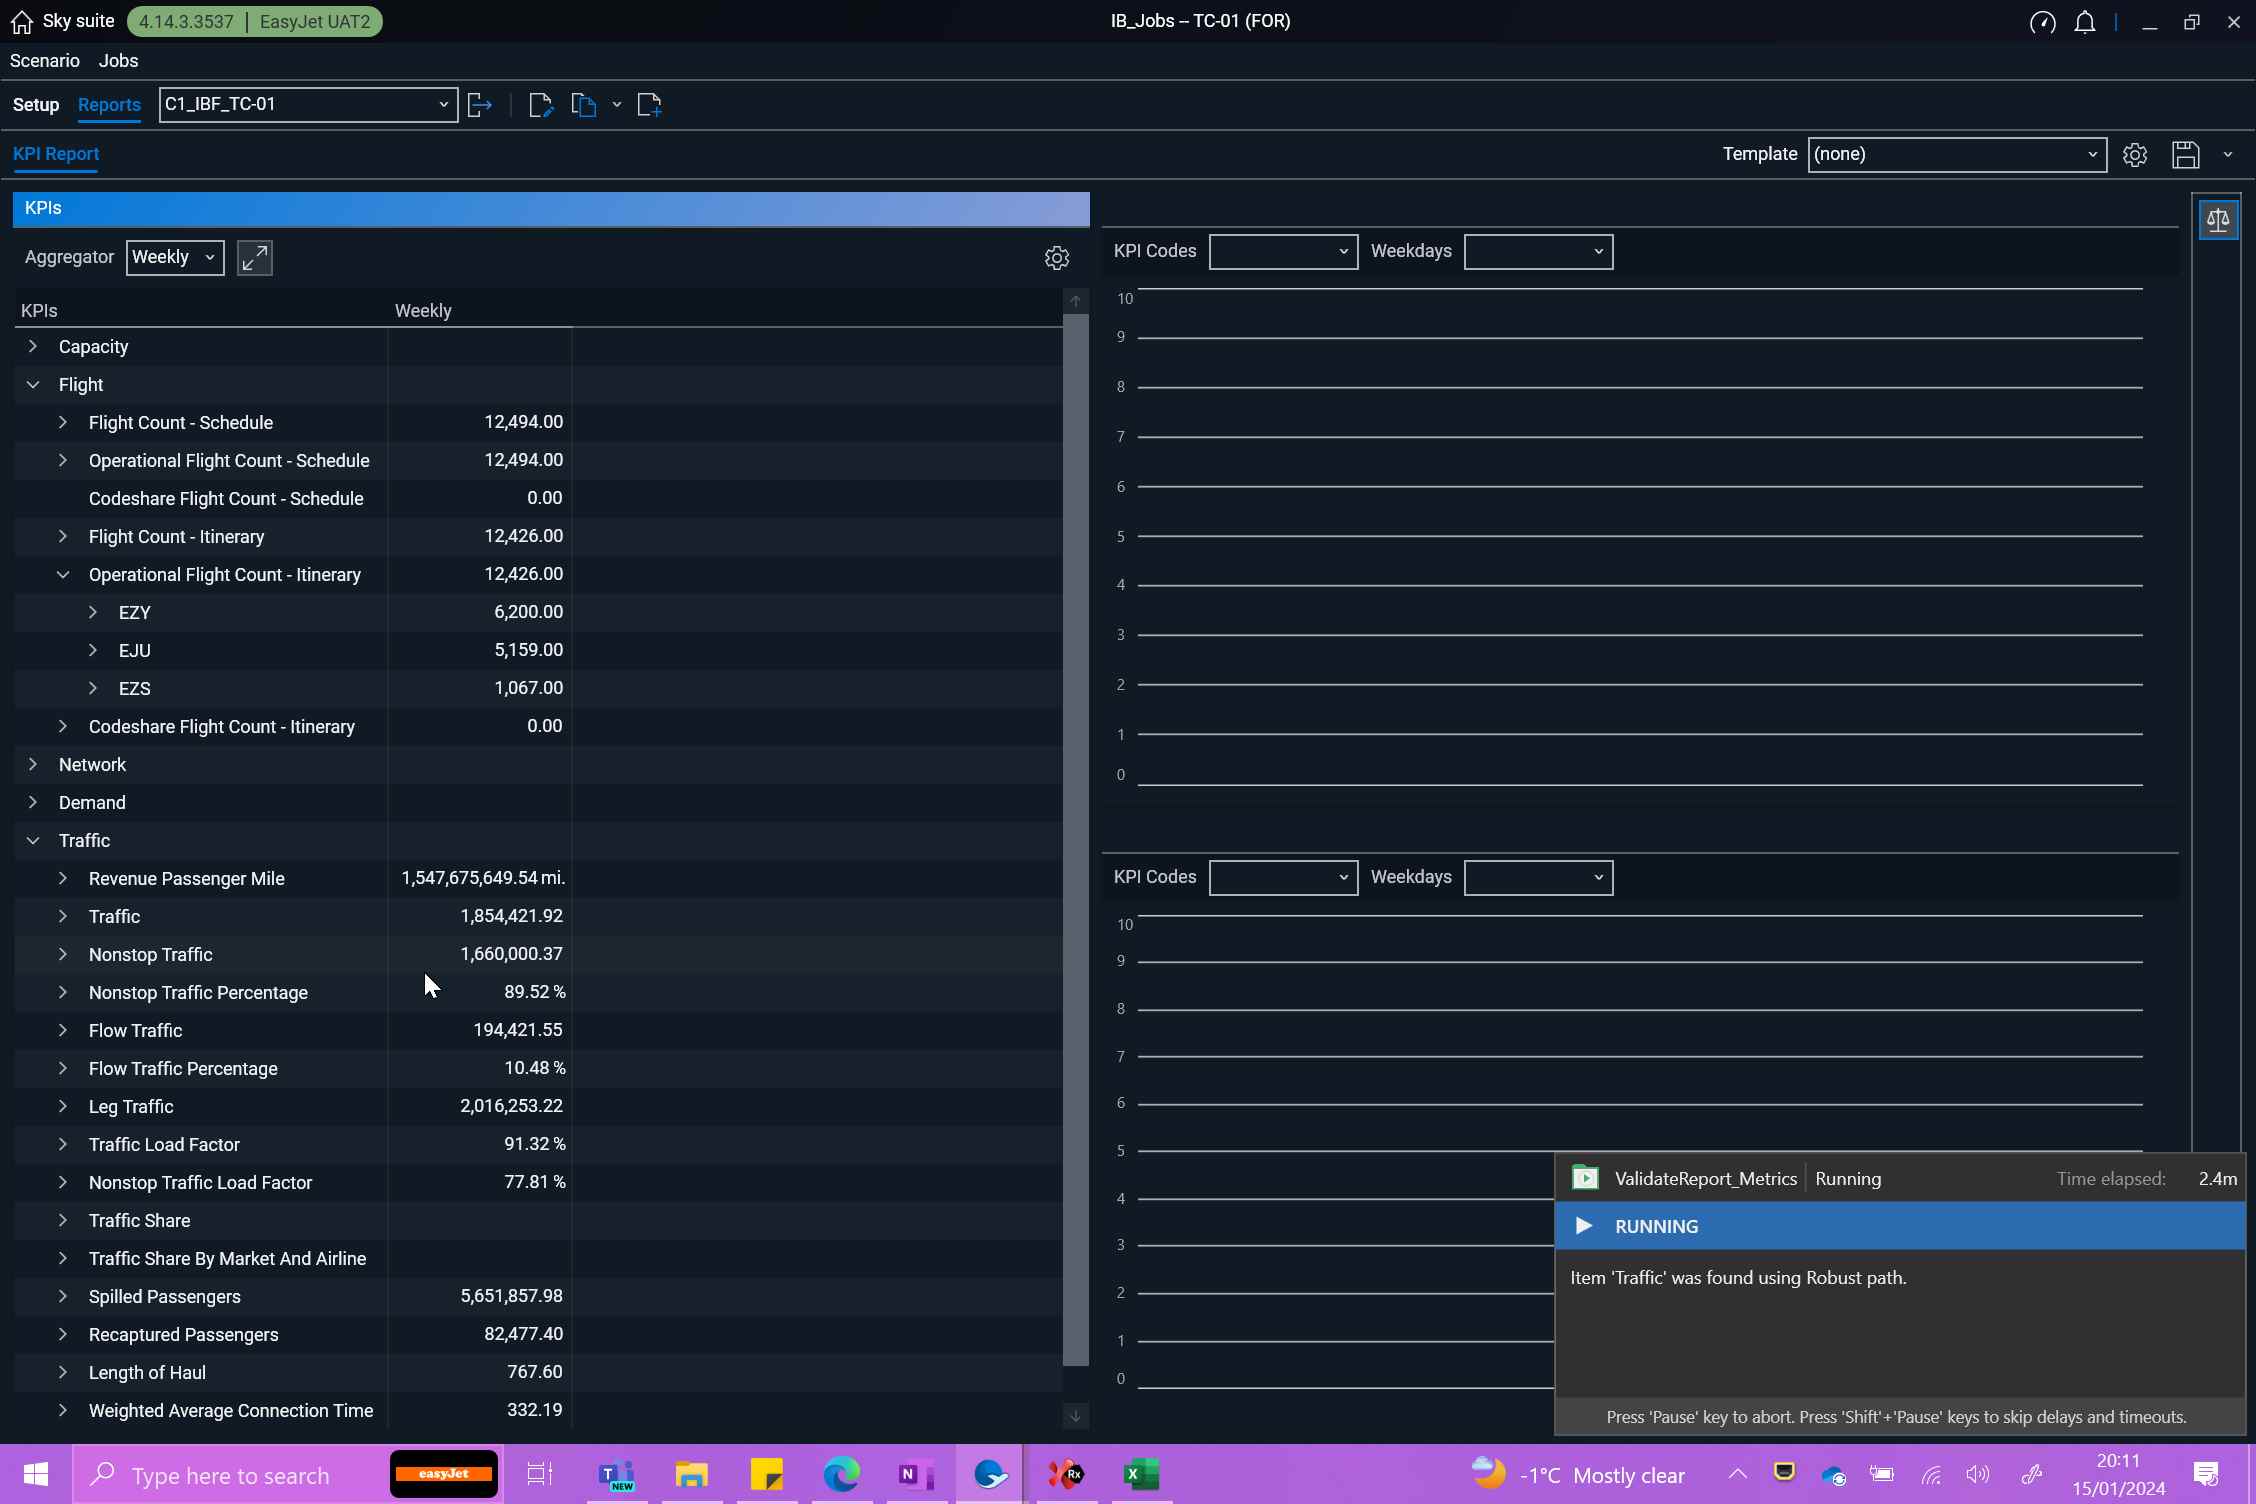 Sky suite 4.14.3.3537 | EasyJet UAT2 IB_Jobs -- TC-01 (FOR)
Scenario Jobs
Setup Reports C1_IBF_TC-01
KPI Report Template (none)
KPIs
Aggregator Weekly
KPIs Weekly
Capacity
Flight
Flight Count - Schedule 12,494.00
Operational Flight Count - Schedule 12,494.00
Codeshare Flight Count - Schedule 0.00
Flight Count - Itinerary 12,426.00
Operational Flight Count - Itinerary 12,426.00
EZY 6,200.00
EJU 5,159.00
EZS 1,067.00
Codeshare Flight Count - Itinerary 0.00
Network
Demand
Traffic
Revenue Passenger Mile 1,547,675,649.54 mi.
Traffic 1,854,421.92
Nonstop Traffic 1,660,000.37
Nonstop Traffic Percentage 89.52 %
Flow Traffic 194,421.55
Flow Traffic Percentage 10.48 %
Leg Traffic 2,016,253.22
Traffic Load Factor 91.32 %
Nonstop Traffic Load Factor 77.81 %
Traffic Share
Traffic Share By Market And Airline
Spilled Passengers 5,651,857.98
Recaptured Passengers 82,477.40
Length of Haul 767.60
Weighted Average Connection Time 332.19
KPI Codes Weekdays
10
9
8
7
6
5
4
3
2
1
0
KPI Codes Weekdays
10
9
8
7
6
5
4
3
2
1
0
ValidateReport_Metrics | Running Time elapsed: 2.4m
RUNNING
Item 'Traffic' was found using Robust path.
Press 'Pause' key to abort. Press 'Shift'+'Pause' keys to skip delays and timeouts.
Type here to search easyJet T NEW N Rx X -1°C Mostly clear 20:11
15/01/2024